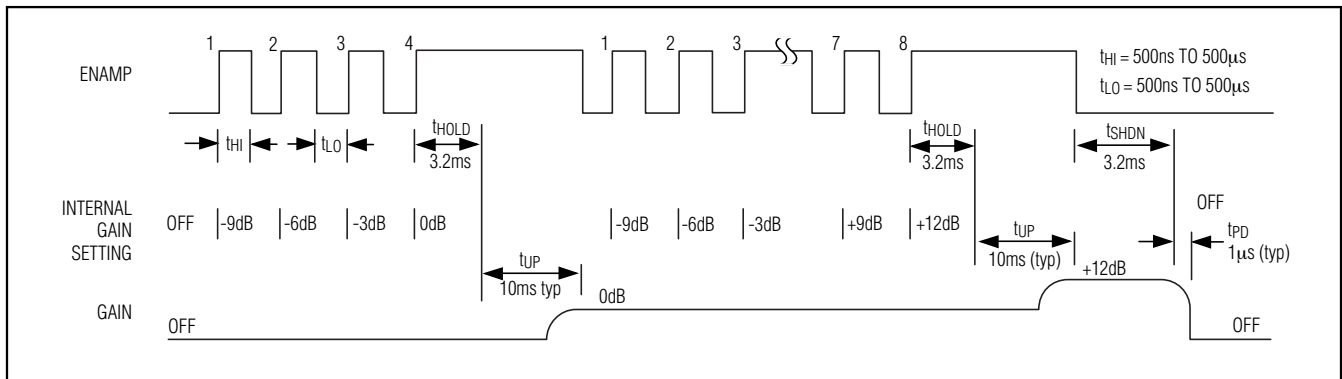 1 2 3 4 1 2 3 7 8
ENAMP
tHI = 500ns TO 500μs
tLO = 500ns TO 500μs
tHI tLO tHOLD 3.2ms tHOLD 3.2ms tSHDN 3.2ms
INTERNAL GAIN SETTING
OFF -9dB -6dB -3dB 0dB -9dB -6dB -3dB +9dB +12dB OFF
tUP 10ms typ
tUP 10ms (typ)
tPD 1μs (typ)
GAIN
OFF 0dB +12dB OFF